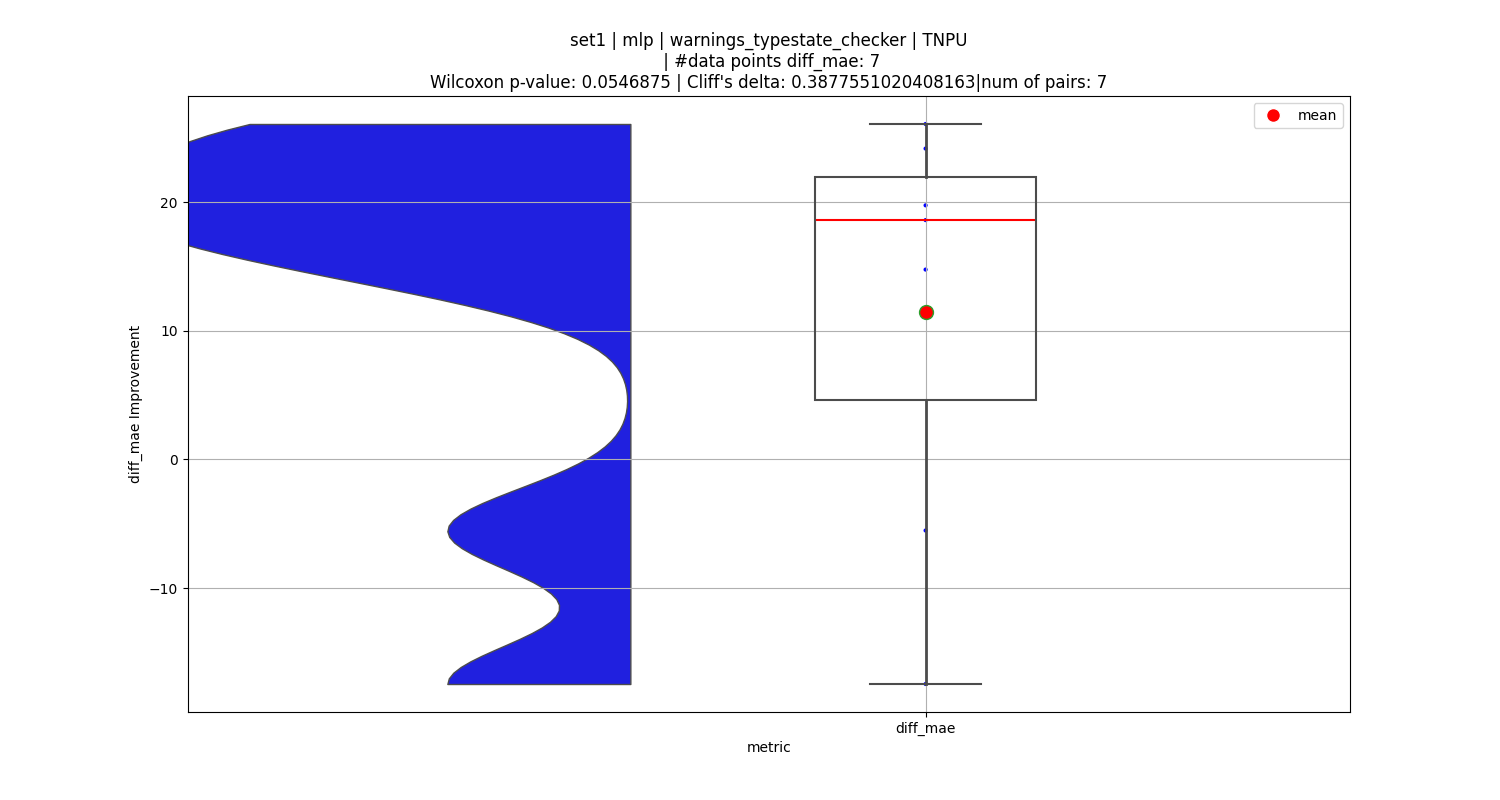 set1 | mlp | warnings_typestate_checker | TNPU
| #data points diff_mae: 7
Wilcoxon p-value: 0.0546875 | Cliff's delta: 0.3877551020408163|num of pairs: 7
mean
20
10
0
−10
diff_mae Improvement
diff_mae
metric